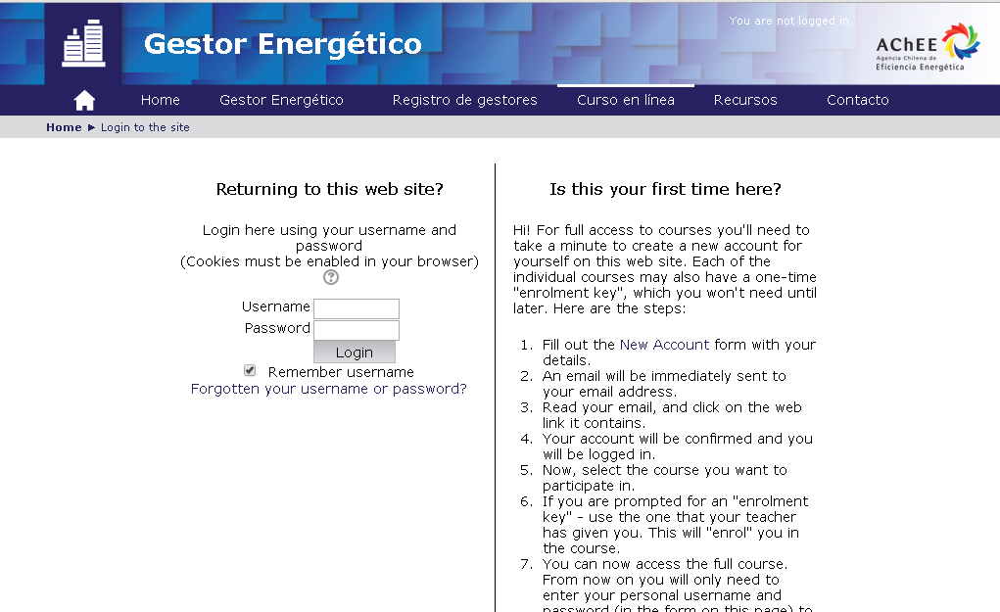 You are not logged in.
Gestor Energético
AChEE
Agencia Chilena de
Eficiencia Energética
Home
Gestor Energético
Registro de gestores
Curso en línea
Recursos
Contacto
Home ► Login to the site
Returning to this web site?
Login here using your username and
password
(Cookies must be enabled in your browser)
?
Username
Password
Login
Remember username
Forgotten your username or password?
Is this your first time here?
Hi! For full access to courses you'll need to
take a minute to create a new account for
yourself on this web site. Each of the
individual courses may also have a one-time
"enrolment key", which you won't need until
later. Here are the steps:
1. Fill out the New Account form with your
details.
2. An email will be immediately sent to
your email address.
3. Read your email, and click on the web
link it contains.
4. Your account will be confirmed and you
will be logged in.
5. Now, select the course you want to
participate in.
6. If you are prompted for an "enrolment
key" - use the one that your teacher
has given you. This will "enrol" you in
the course.
7. You can now access the full course.
From now on you will only need to
enter your personal username and
password (in the form on this page) to